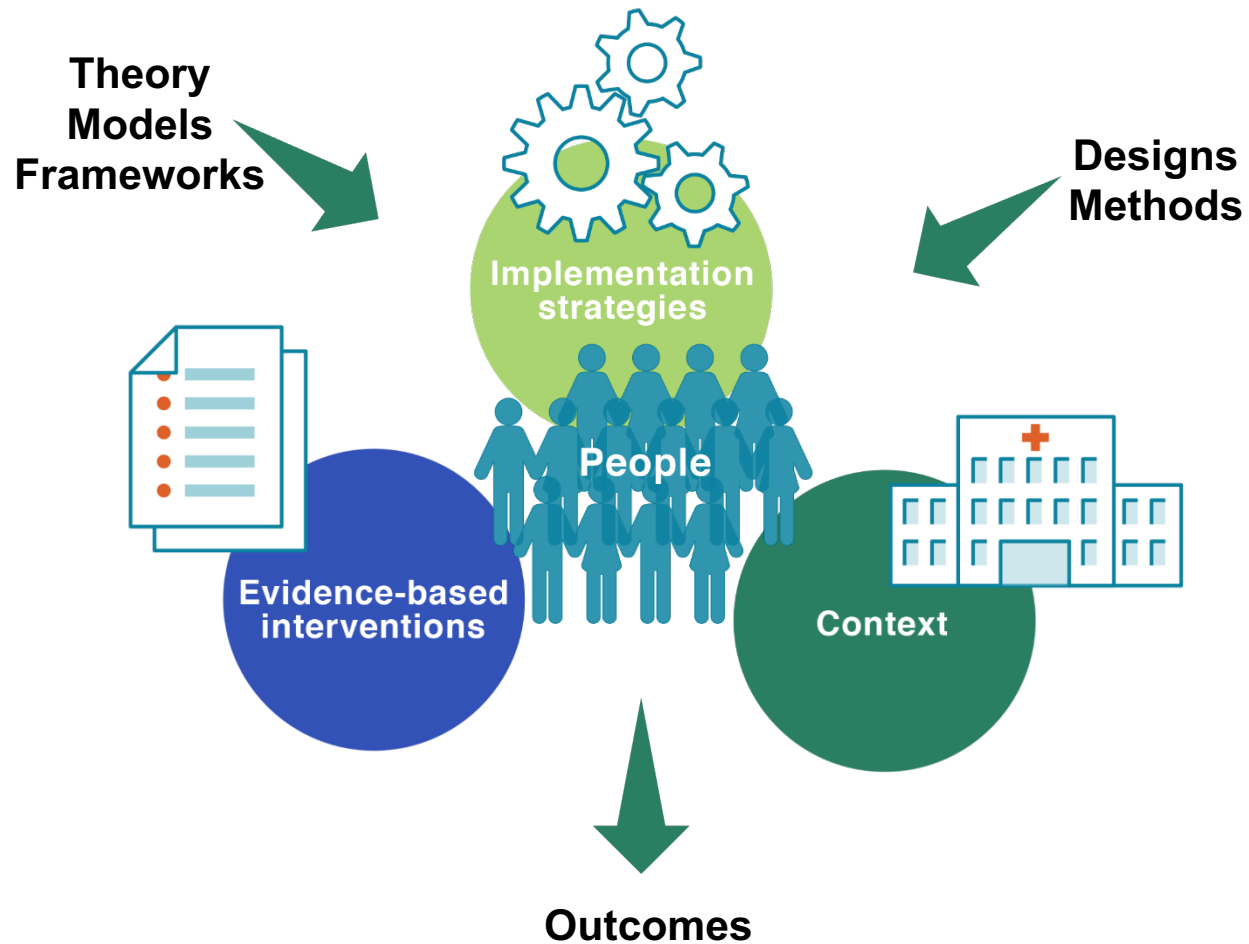 Theory
Models
Frameworks
Designs
Methods
Implementation
strategies
People
Evidence-based
interventions
Context
Outcomes